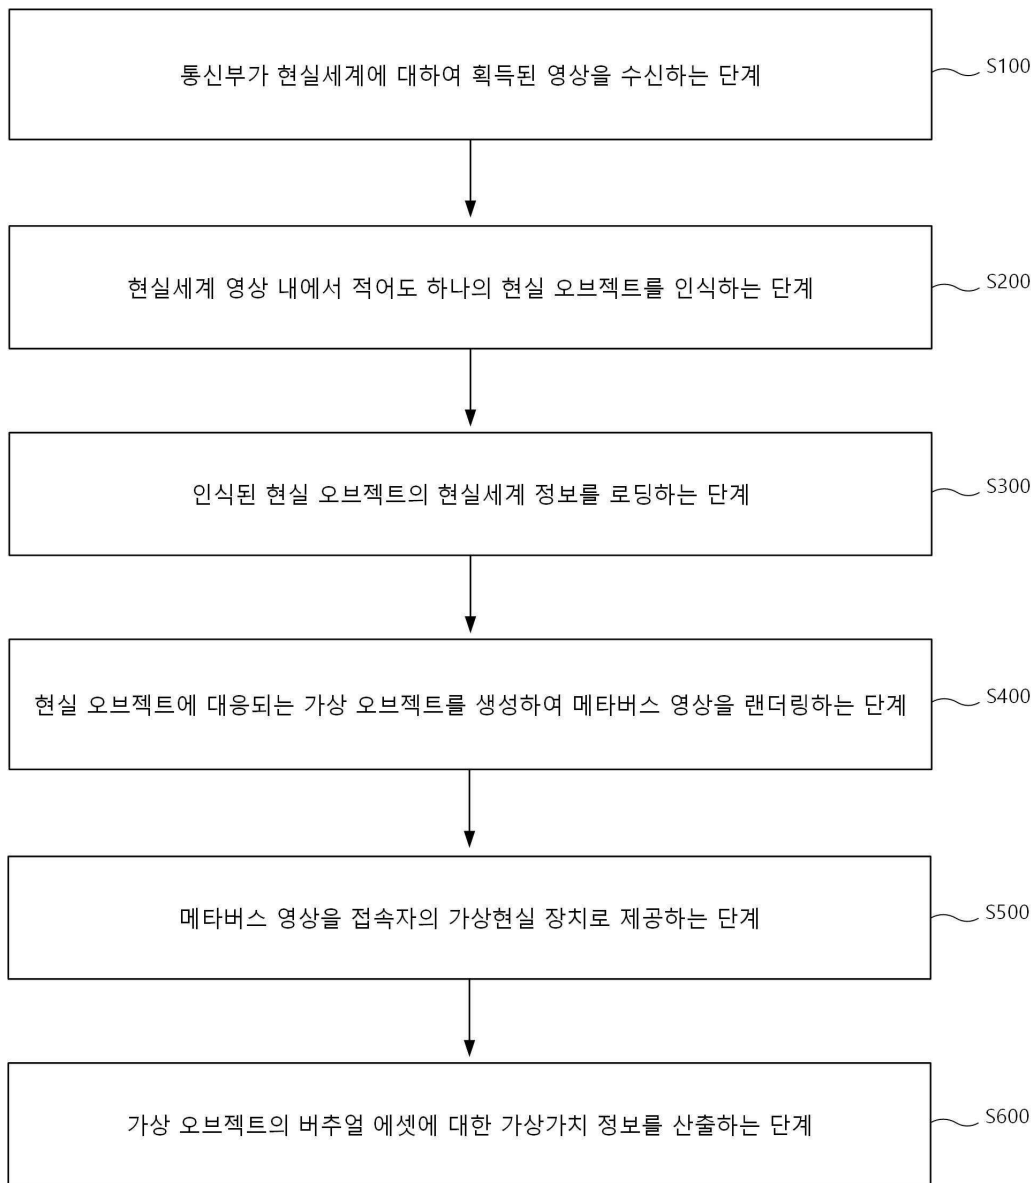 통신부가 현실세계에 대하여 획득된 영상을 수신하는 단계
S100
현실세계 영상 내에서 적어도 하나의 현실 오브젝트를 인식하는 단계
S200
인식된 현실 오브젝트의 현실세계 정보를 로딩하는 단계
S300
현실 오브젝트에 대응되는 가상 오브젝트를 생성하여 메타버스 영상을 랜더링하는 단계
S400
메타버스 영상을 접속자의 가상현실 장치로 제공하는 단계
S500
가상 오브젝트의 버추얼 에셋에 대한 가상가치 정보를 산출하는 단계
S600